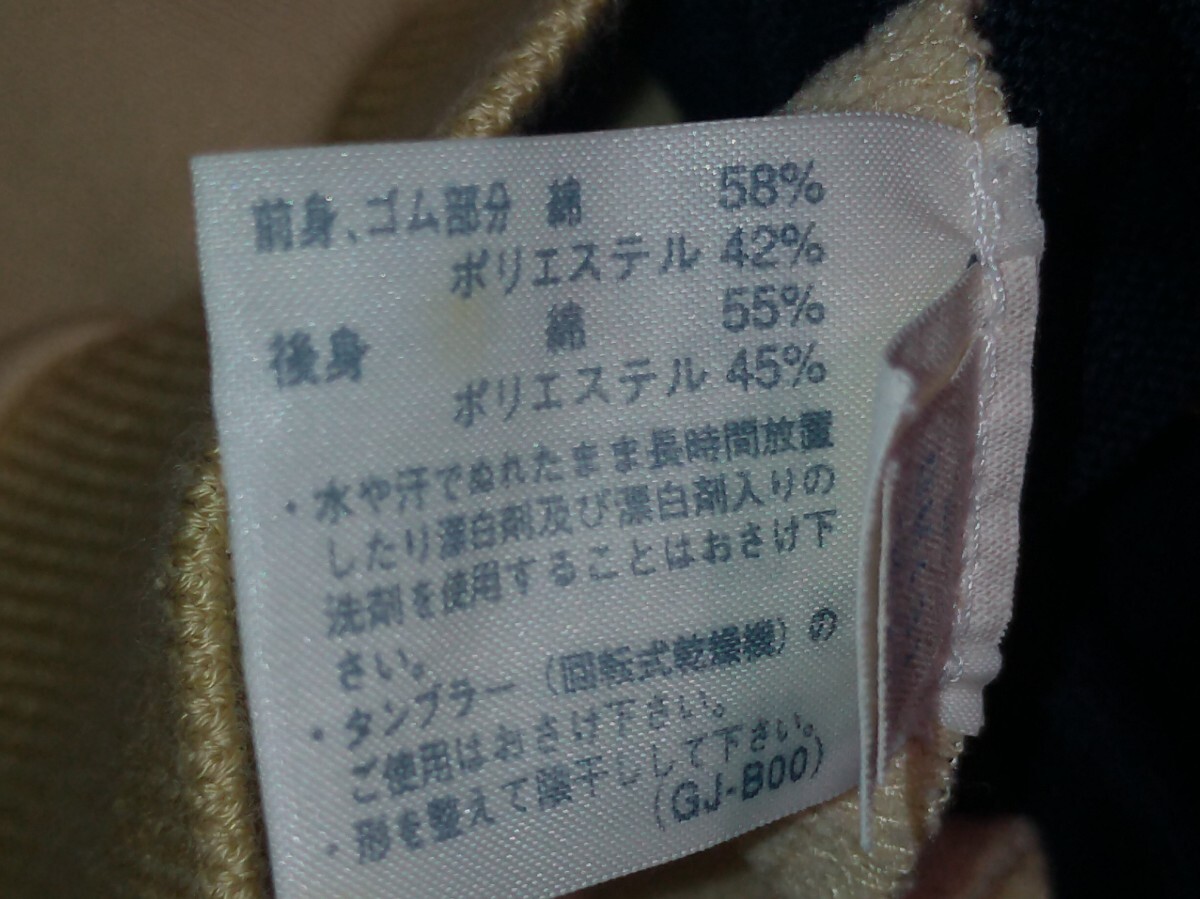 前身、ゴム部分 綿 58%
ポリエステル 42%
後身 綿 55%
ポリエステル 45%
・水や汗でぬれたまま長時間放置
したり漂白剤及び漂白剤入りの
洗剤を使用することはおさけ下
さい。
・タンブラー(回転式乾燥機)の
ご使用はおさけ下さい。
・形を整えて陰干しして下さい。
(GJ-B00)